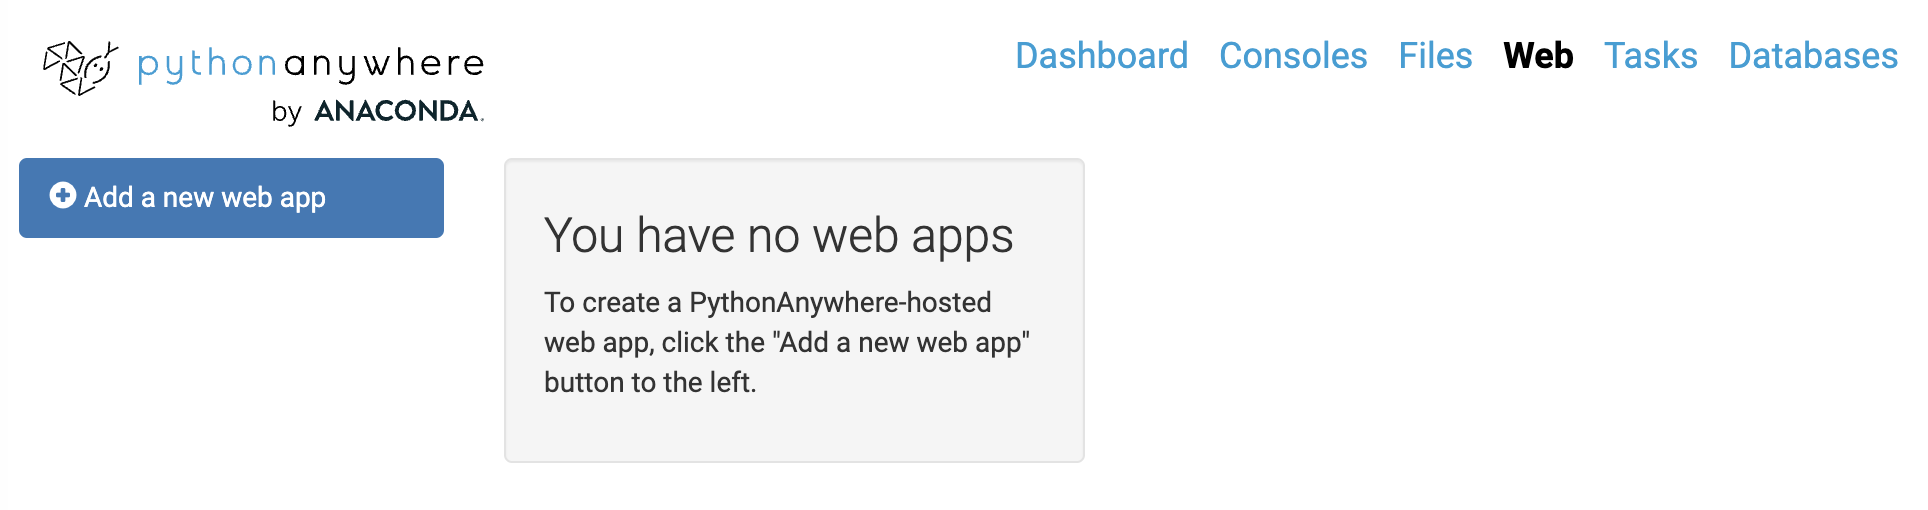 pythonanywhere
by ANACONDA.
Dashboard Consoles Files Web Tasks Databases
Add a new web app
You have no web apps
To create a PythonAnywhere-hosted
web app, click the "Add a new web app"
button to the left.